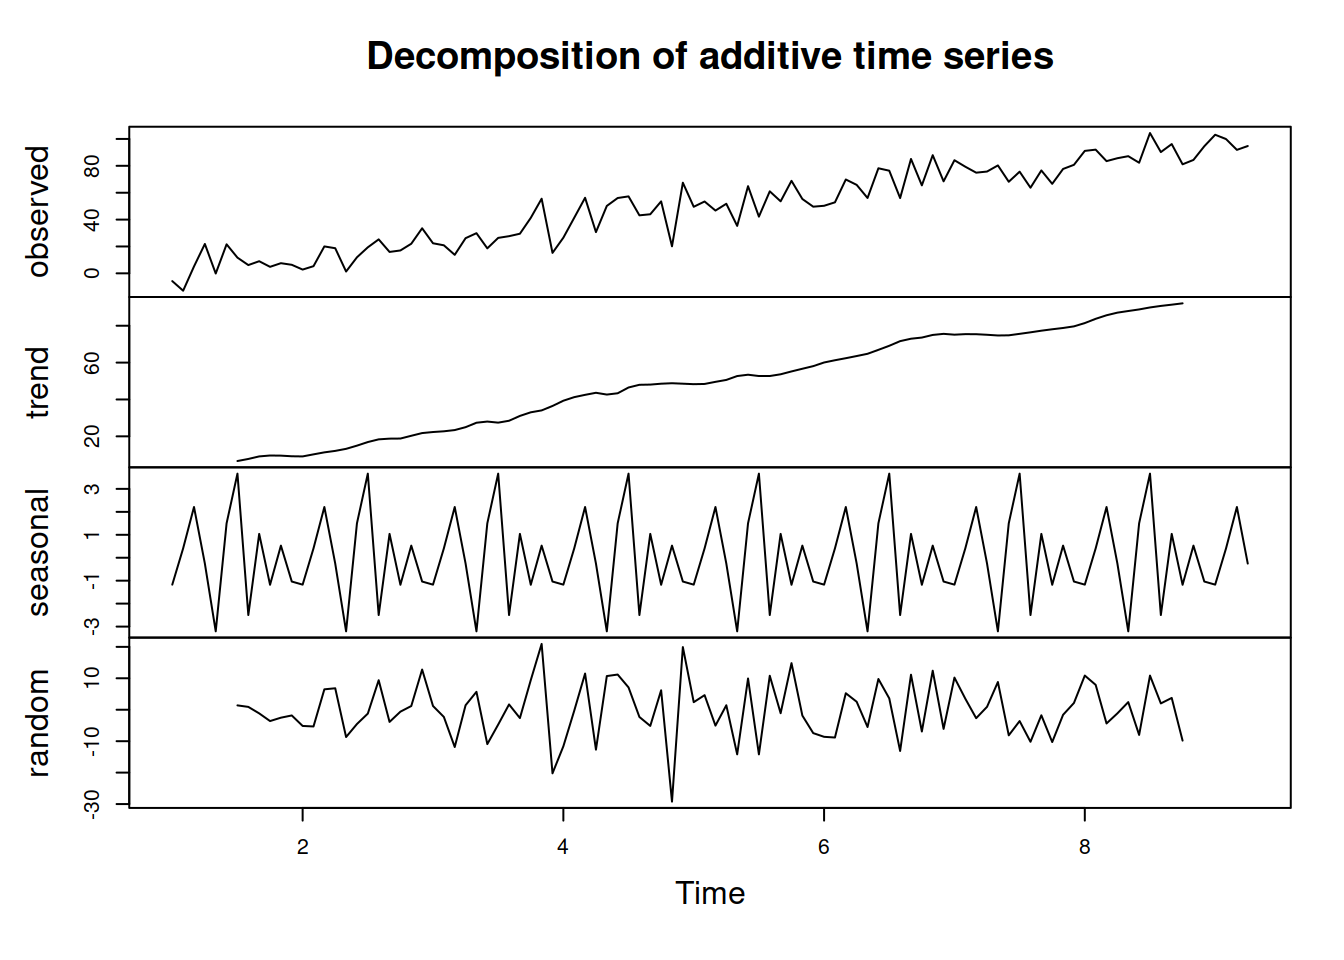 Decomposition of additive time series
observed
0 40 80
trend
20 60
seasonal
-3 -1 1 3
random
-30 -10 10
2 4 6 8
Time